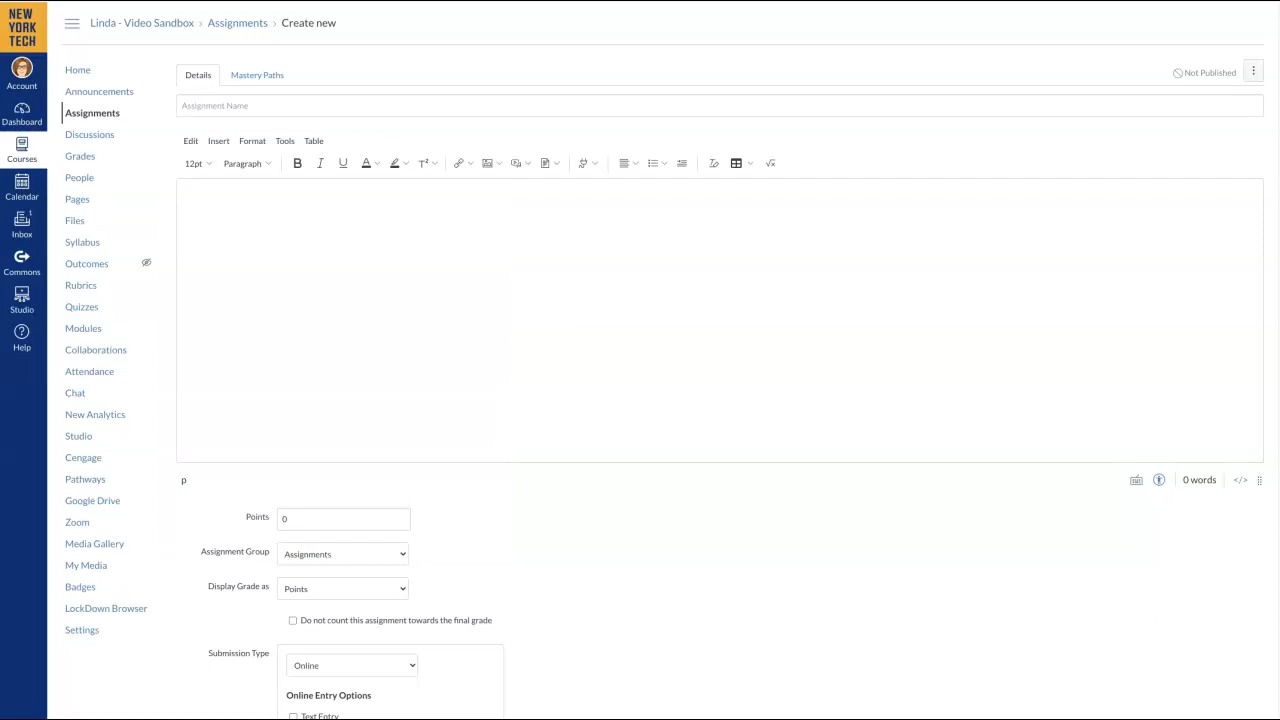 NEW
YORK
TECH
Account
Dashboard
Courses
Calendar
1
Inbox
Commons
Studio
Help
Linda - Video Sandbox › Assignments › Create new
Home
Announcements
Assignments
Discussions
Grades
People
Pages
Files
Syllabus
Outcomes
Rubrics
Quizzes
Modules
Collaborations
Attendance
Chat
New Analytics
Studio
Cengage
Pathways
Google Drive
Zoom
Media Gallery
My Media
Badges
LockDown Browser
Settings
Details Mastery Paths
Not Published
Assignment Name
Edit Insert Format Tools Table
12pt Paragraph B I U A T² √x
p
0 words </>
Points 0
Assignment Group Assignments
Display Grade as Points
Do not count this assignment towards the final grade
Submission Type Online
Online Entry Options
Text Entry